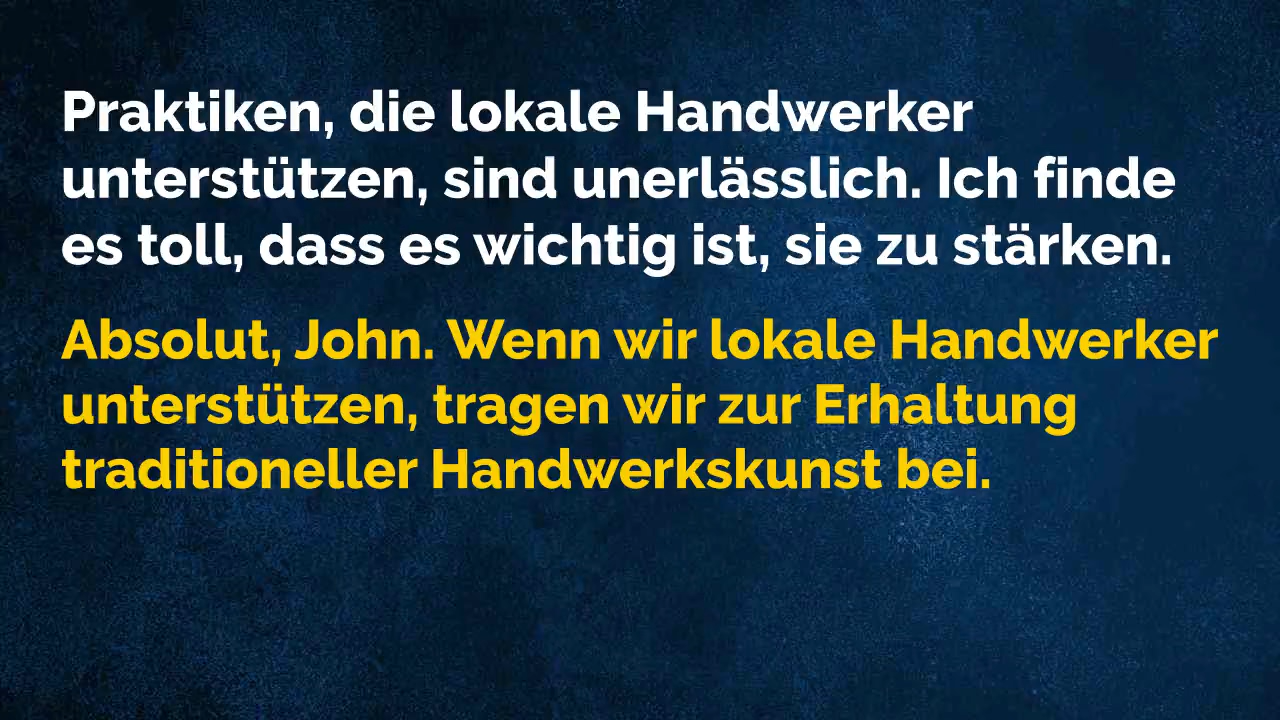 Praktiken, die lokale Handwerker
unterstützen, sind unerlässlich. Ich finde
es toll, dass es wichtig ist, sie zu stärken.
Absolut, John. Wenn wir lokale Handwerker
unterstützen, tragen wir zur Erhaltung
traditioneller Handwerkskunst bei.